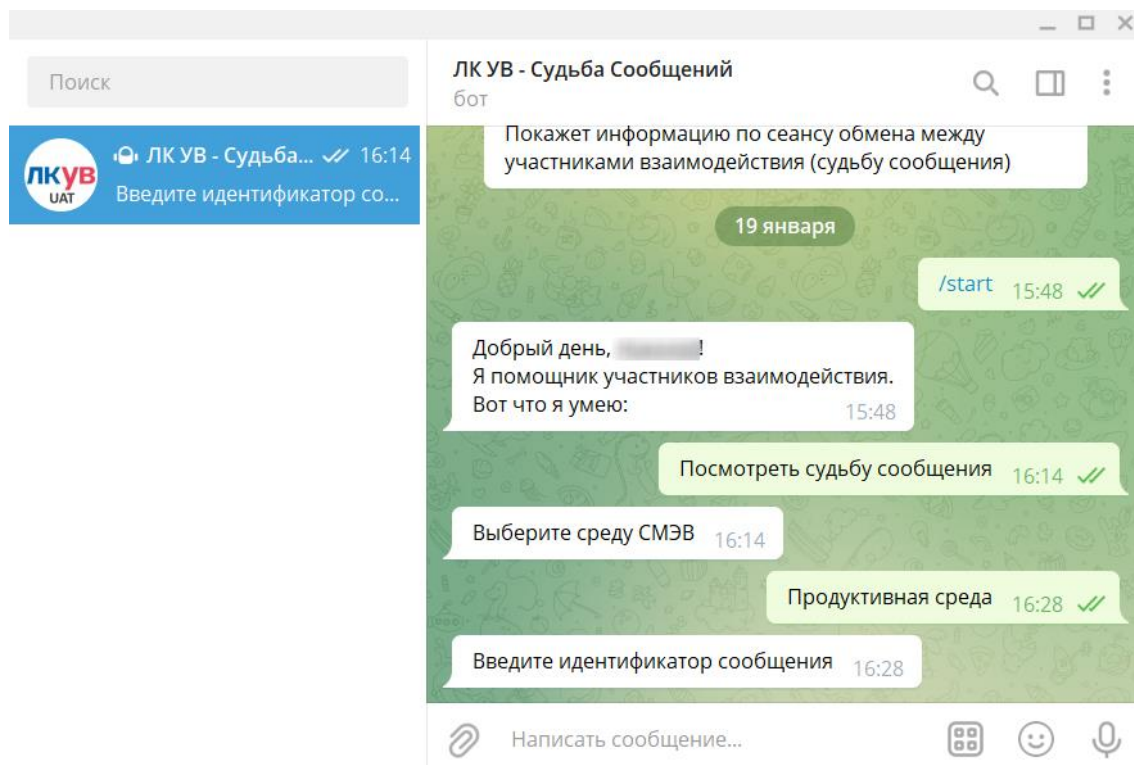 Поиск
ЛК УВ - Судьба... 16:14
Введите идентификатор со...
ЛКУВ
UAT
ЛК УВ - Судьба Сообщений
бот
Покажет информацию по сеансу обмена между
участниками взаимодействия (судьбу сообщения)
19 января
/start 15:48
Добрый день, !
Я помощник участников взаимодействия.
Вот что я умею: 15:48
Посмотреть судьбу сообщения 16:14
Выберите среду СМЭВ 16:14
Продуктивная среда 16:28
Введите идентификатор сообщения 16:28
Написать сообщение...